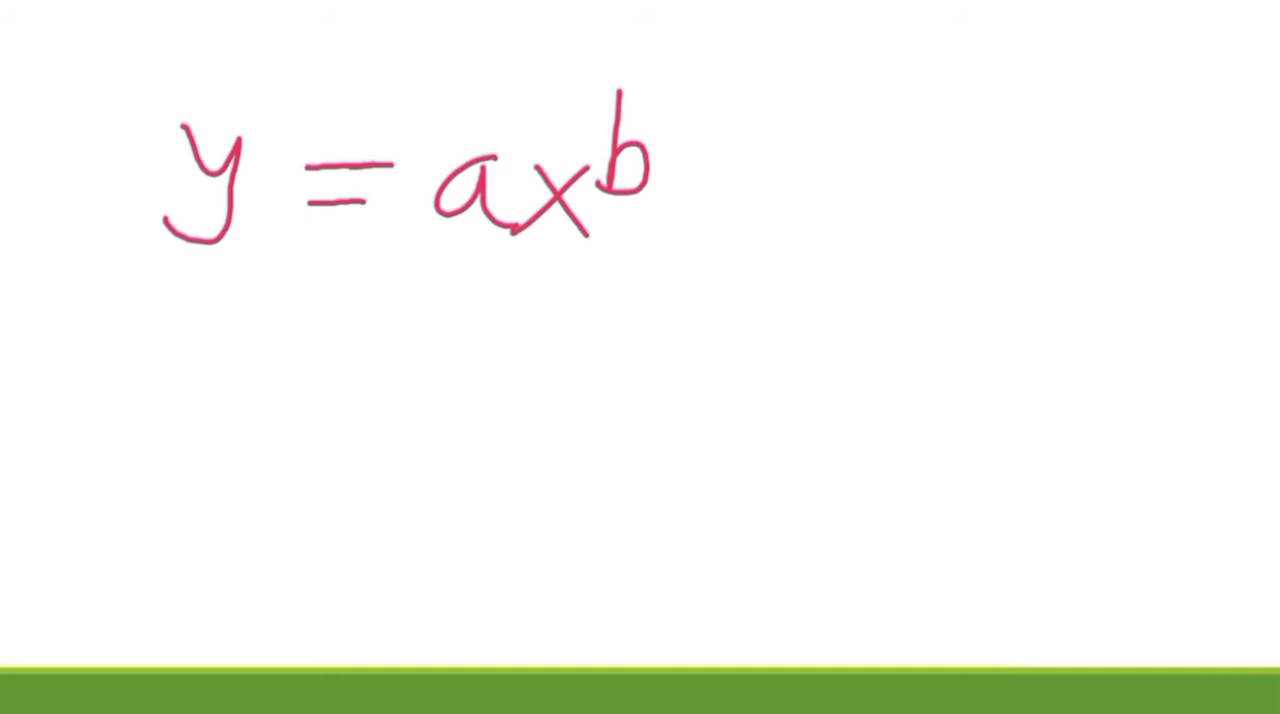 y = ax^b